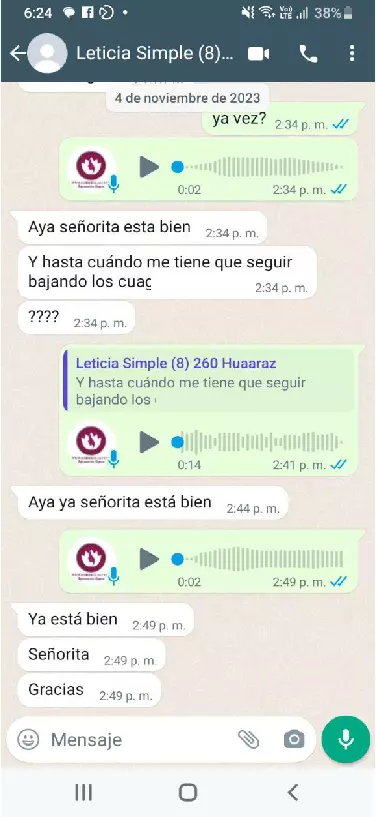 6:24
38%
Leticia Simple (8)...
4 de noviembre de 2023
ya vez? 2:34 p. m.
0:02 2:34 p. m.
Aya señorita esta bien 2:34 p. m.
Y hasta cuándo me tiene que seguir
bajando los cuag 2:34 p. m.
???? 2:34 p. m.
Leticia Simple (8) 260 Huaaraz
Y hasta cuándo me tiene que seguir
bajando los
0:14 2:41 p. m.
Aya ya señorita está bien 2:44 p. m.
0:02 2:49 p. m.
Ya está bien 2:49 p. m.
Señorita 2:49 p. m.
Gracias 2:49 p. m.
Mensaje